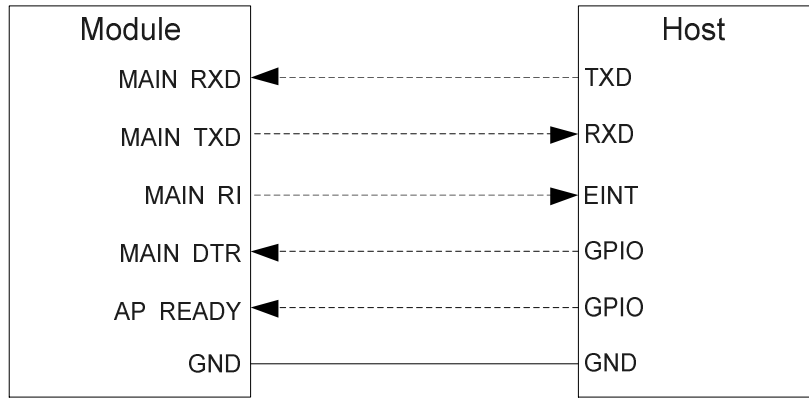 Module Host
MAIN RXD TXD
MAIN TXD RXD
MAIN RI EINT
MAIN DTR GPIO
AP READY GPIO
GND GND